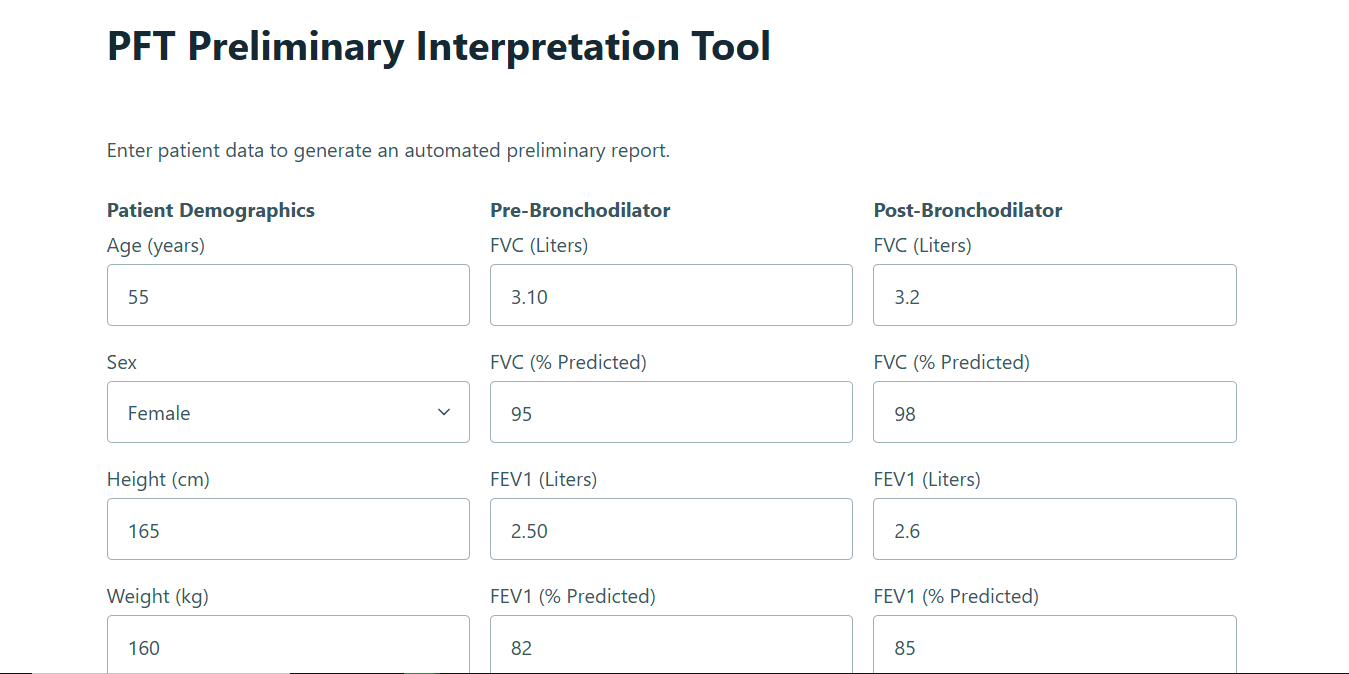 PFT Preliminary Interpretation Tool
Enter patient data to generate an automated preliminary report.
Patient Demographics
Age (years)
55
Sex
Female
Height (cm)
165
Weight (kg)
160
Pre-Bronchodilator
FVC (Liters)
3.10
FVC (% Predicted)
95
FEV1 (Liters)
2.50
FEV1 (% Predicted)
82
Post-Bronchodilator
FVC (Liters)
3.2
FVC (% Predicted)
98
FEV1 (Liters)
2.6
FEV1 (% Predicted)
85